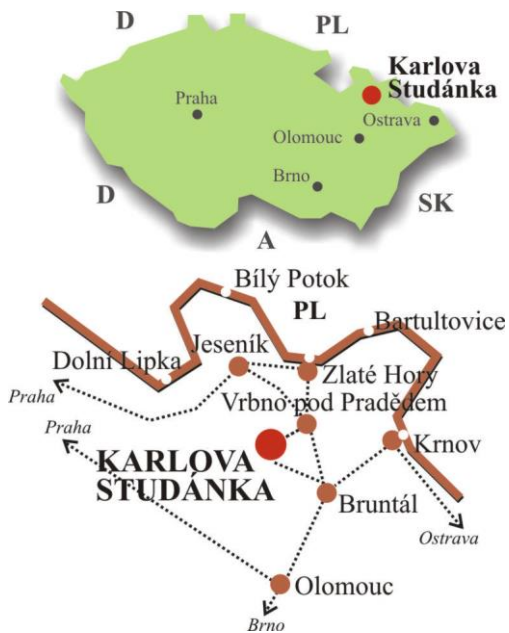 D
PL
Karlova
Studánka
Praha
Ostrava
Olomouc
D
Brno
SK
A
Bílý Potok
PL
Bartultovice
Jeseník
Dolní Lipka
Zlaté Hory
Praha
Vrbno pod Pradědem
Praha
Krnov
KARLOVA
STUDÁNKA
Bruntál
Ostrava
Olomouc
Brno